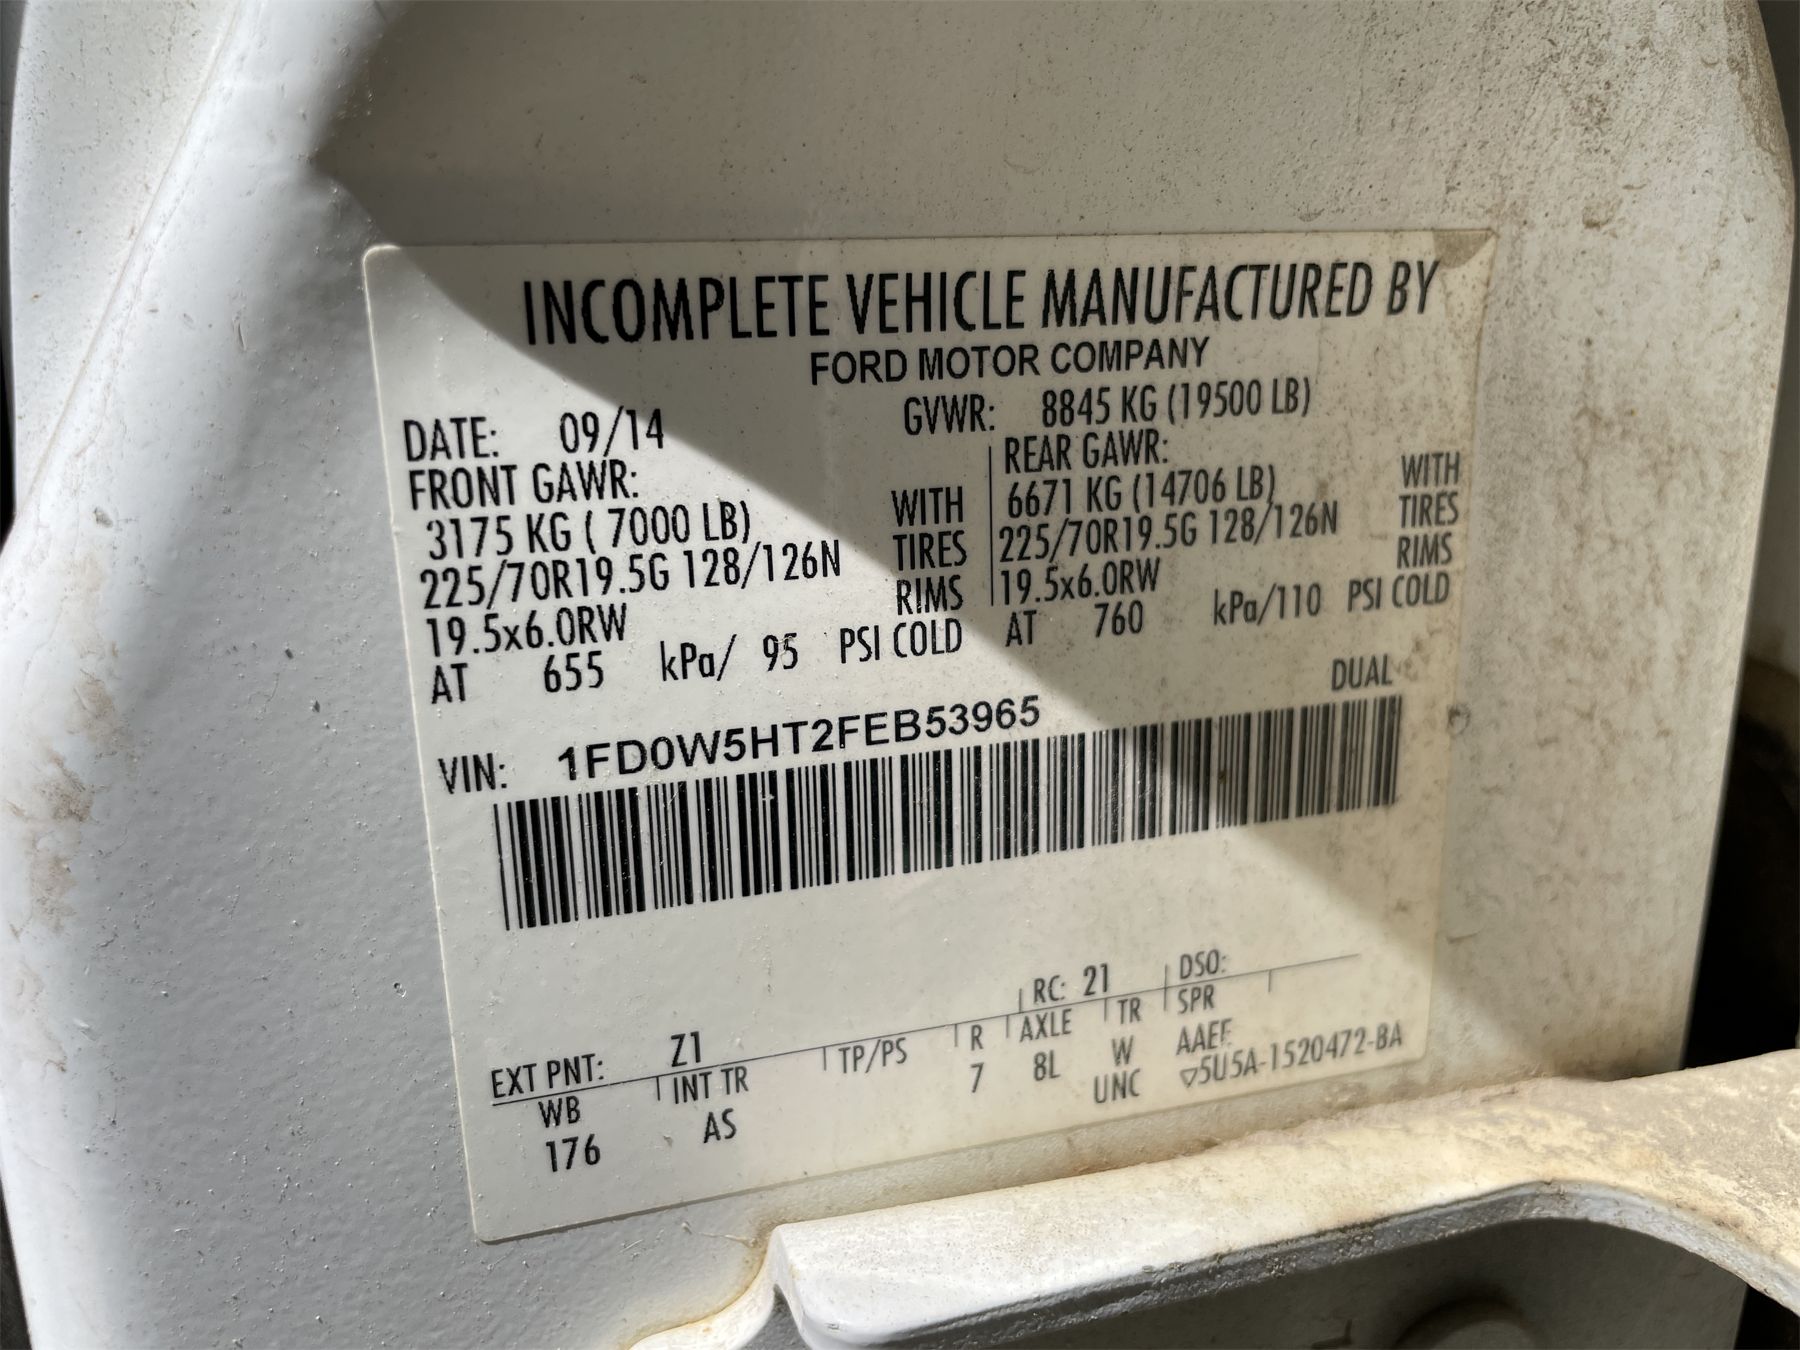 INCOMPLETE VEHICLE MANUFACTURED BY
FORD MOTOR COMPANY
DATE: 09/14 GVWR: 8845 KG (19500 LB)
FRONT GAWR: REAR GAWR:
3175 KG ( 7000 LB) WITH 6671 KG (14706 LB) WITH
225/70R19.5G 128/126N TIRES 225/70R19.5G 128/126N TIRES
19.5x6.0RW RIMS 19.5x6.0RW RIMS
AT 655 kPa/ 95 PSI COLD AT 760 kPa/110 PSI COLD
DUAL
VIN: 1FD0W5HT2FEB53965
EXT PNT: Z1 RC: 21 DSO:
WB INT TR TP/PS R AXLE TR SPR
176 AS 7 8L W AAEF
UNC ▽5U5A-1520472-BA